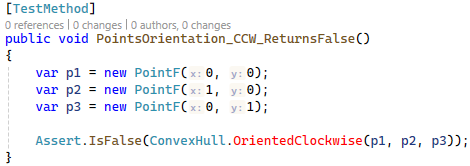 [TestMethod]
0 references | 0 changes | 0 authors, 0 changes
public void PointsOrientation_CCW_ReturnsFalse()
{
var p1 = new PointF(x: 0, y: 0);
var p2 = new PointF(x: 1, y: 0);
var p3 = new PointF(x: 0, y: 1);
Assert.IsFalse(ConvexHull.OrientedClockwise(p1, p2, p3));
}